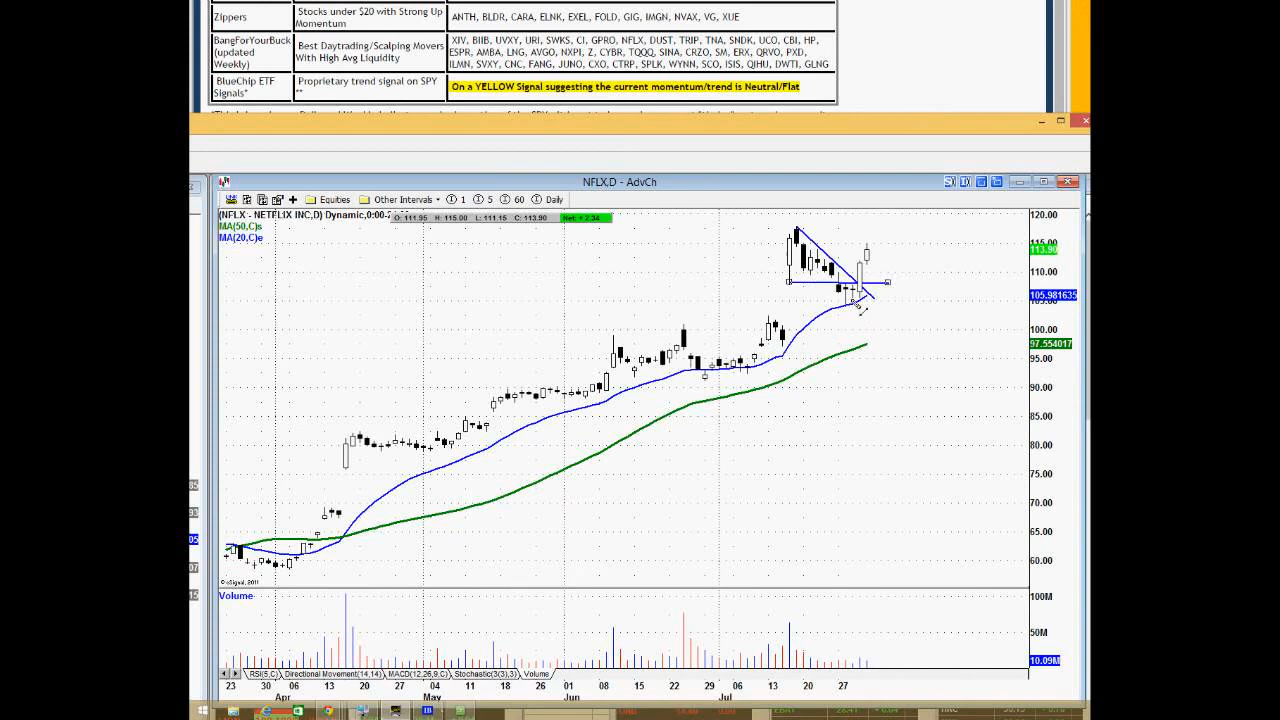 Zippers
Stocks under $20 with Strong Up
Momentum
ANTH, BLDR, CARA, ELNK, EXEL, FOLD, GIG, IMGN, NVAX, VG, XUE
BangForYourBuck
(updated
Weekly)
Best Daytrading/Scalping Movers
With High Avg Liquidity
XIV, BIIB, UVXY, URI, SWKS, CI, GPRO, NFLX, DUST, TRIP, TNA, SNDK, UCO, CBI, HP,
ESPR, AMBA, LNG, AVGO, NXPI, Z, CYBR, TQQQ, SINA, CRZO, SM, ERX, QRVO, PXD,
ILMN, SVXY, CNC, FANG, JUNO, CXO, CTRP, SPLK, WYNN, SCO, ISIS, QIHU, DWTI, GLNG
BlueChip ETF
Signals*
Proprietary trend signal on SPY
**
On a YELLOW Signal suggesting the current momentum/trend is Neutral/Flat
NFLX,D - AdvCh
Equities
Other Intervals
1
5
60
Daily
(NFLX - NETFLIX INC,D) Dynamic,0:00-2
O: 111.95 H: 115.00 L: 111.15 C: 113.90 Net: +2.34
MA(50,C)s
MA(20,C)e
120.00
115.00
113.90
110.00
105.981635
105.00
100.00
97.554017
95.00
90.00
85.00
80.00
75.00
70.00
65.00
60.00
© eSignal, 2011
Volume
100M
50M
10.09M
RSI(5,C)
Directional Movement(14,14)
MACD(12,26,9,C)
Stochastic(3(3),3)
Volume
23 30 06 13 20 27 04 11 18 26 01 08 15 22 29 06 13 20 27
Apr May Jun Jul